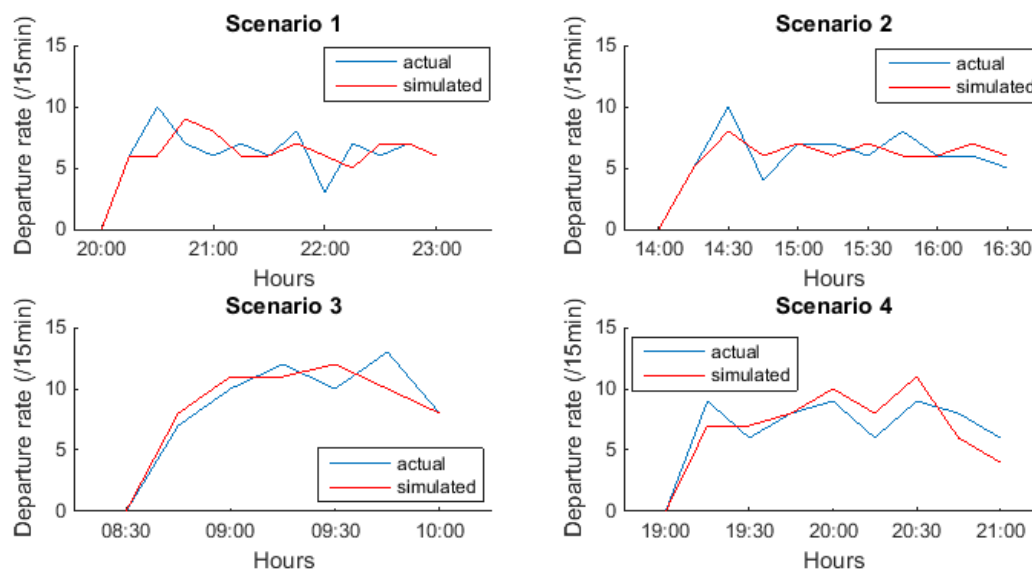 Scenario 1
Departure rate (/15min)
15
10
5
0
actual
simulated
20:00 21:00 22:00 23:00
Hours
Scenario 2
Departure rate (/15min)
15
10
5
0
actual
simulated
14:00 14:30 15:00 15:30 16:00 16:30
Hours
Scenario 3
Departure rate (/15min)
15
10
5
0
actual
simulated
08:30 09:00 09:30 10:00
Hours
Scenario 4
Departure rate (/15min)
15
10
5
0
actual
simulated
19:00 19:30 20:00 20:30 21:00
Hours